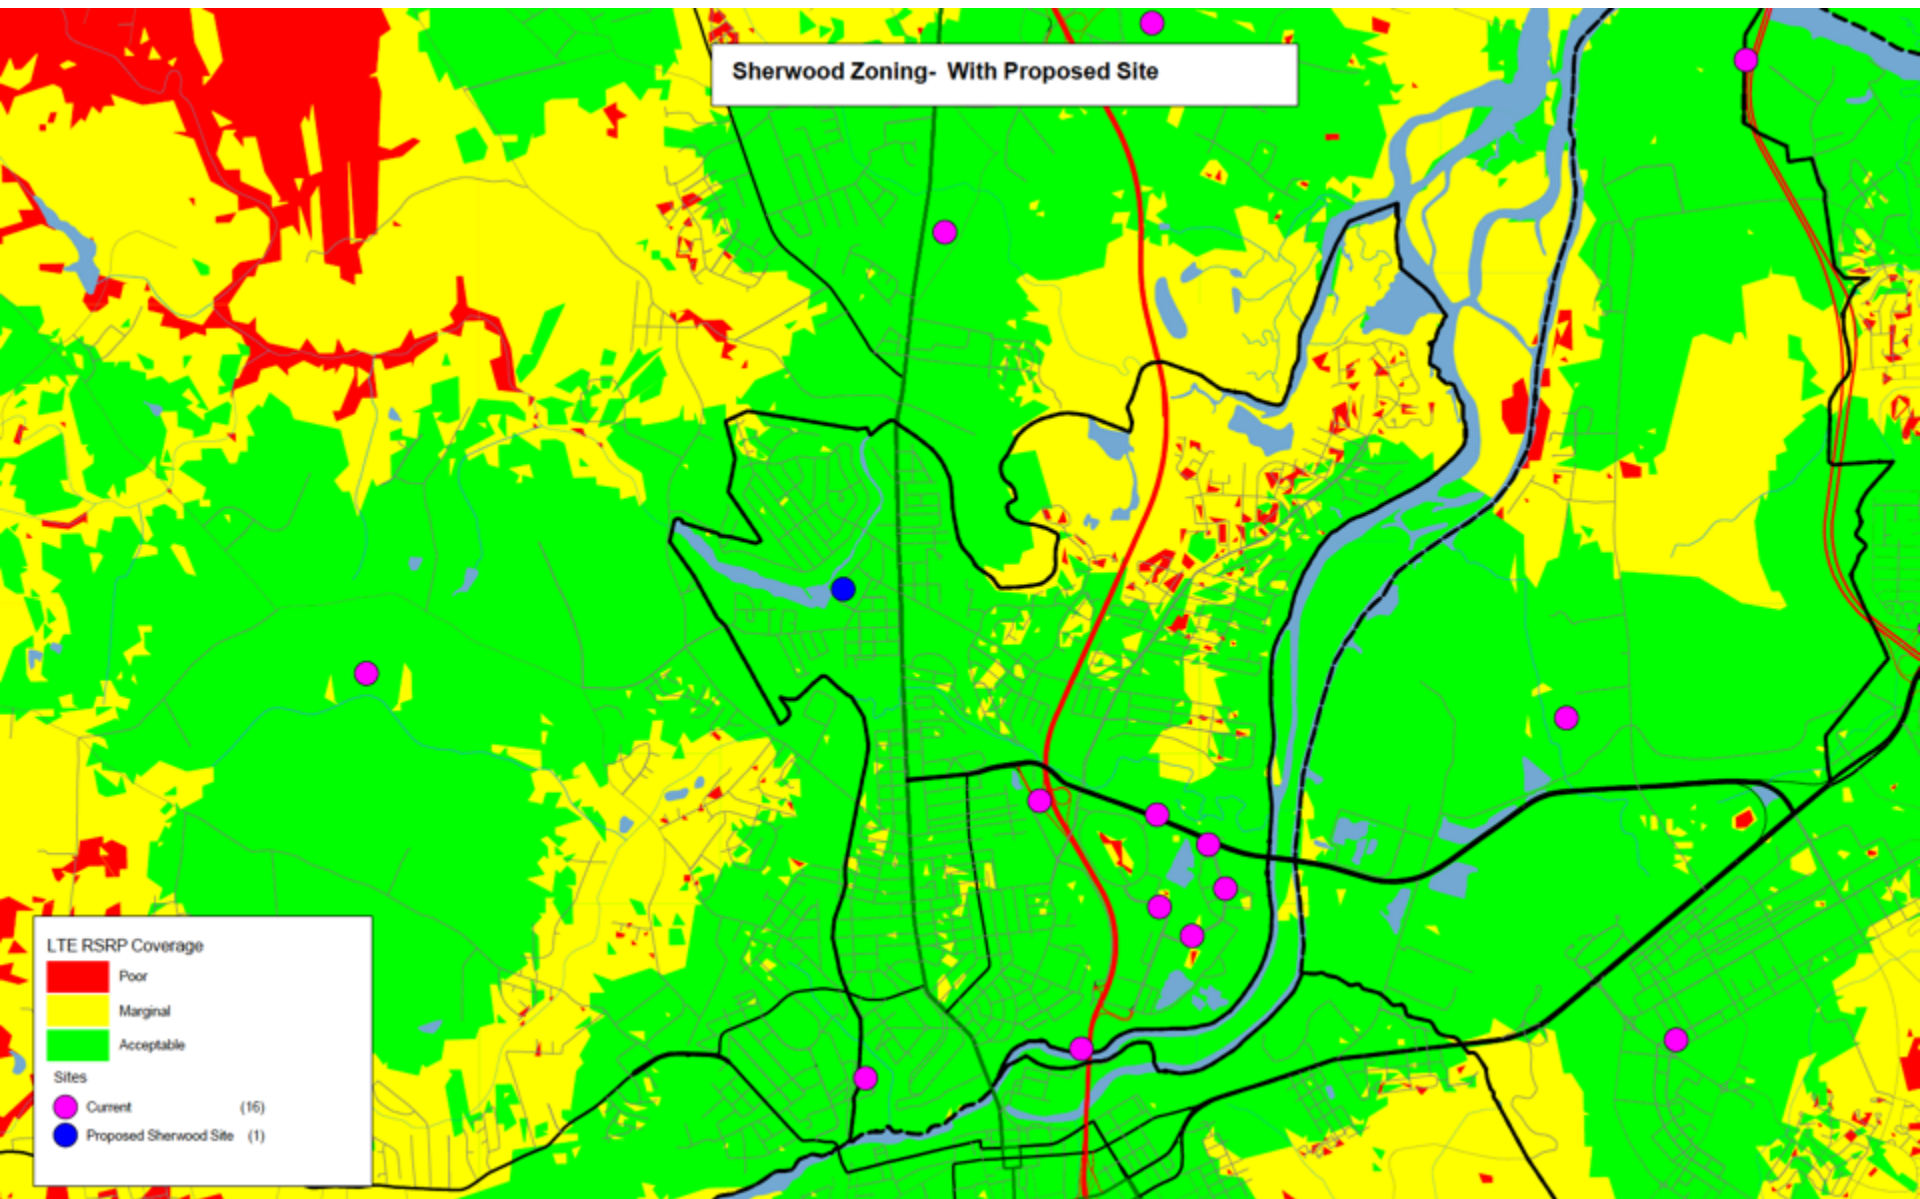 Sherwood Zoning- With Proposed Site
LTE RSRP Coverage
Poor
Marginal
Acceptable
Sites
Current (16)
Proposed Sherwood Site (1)